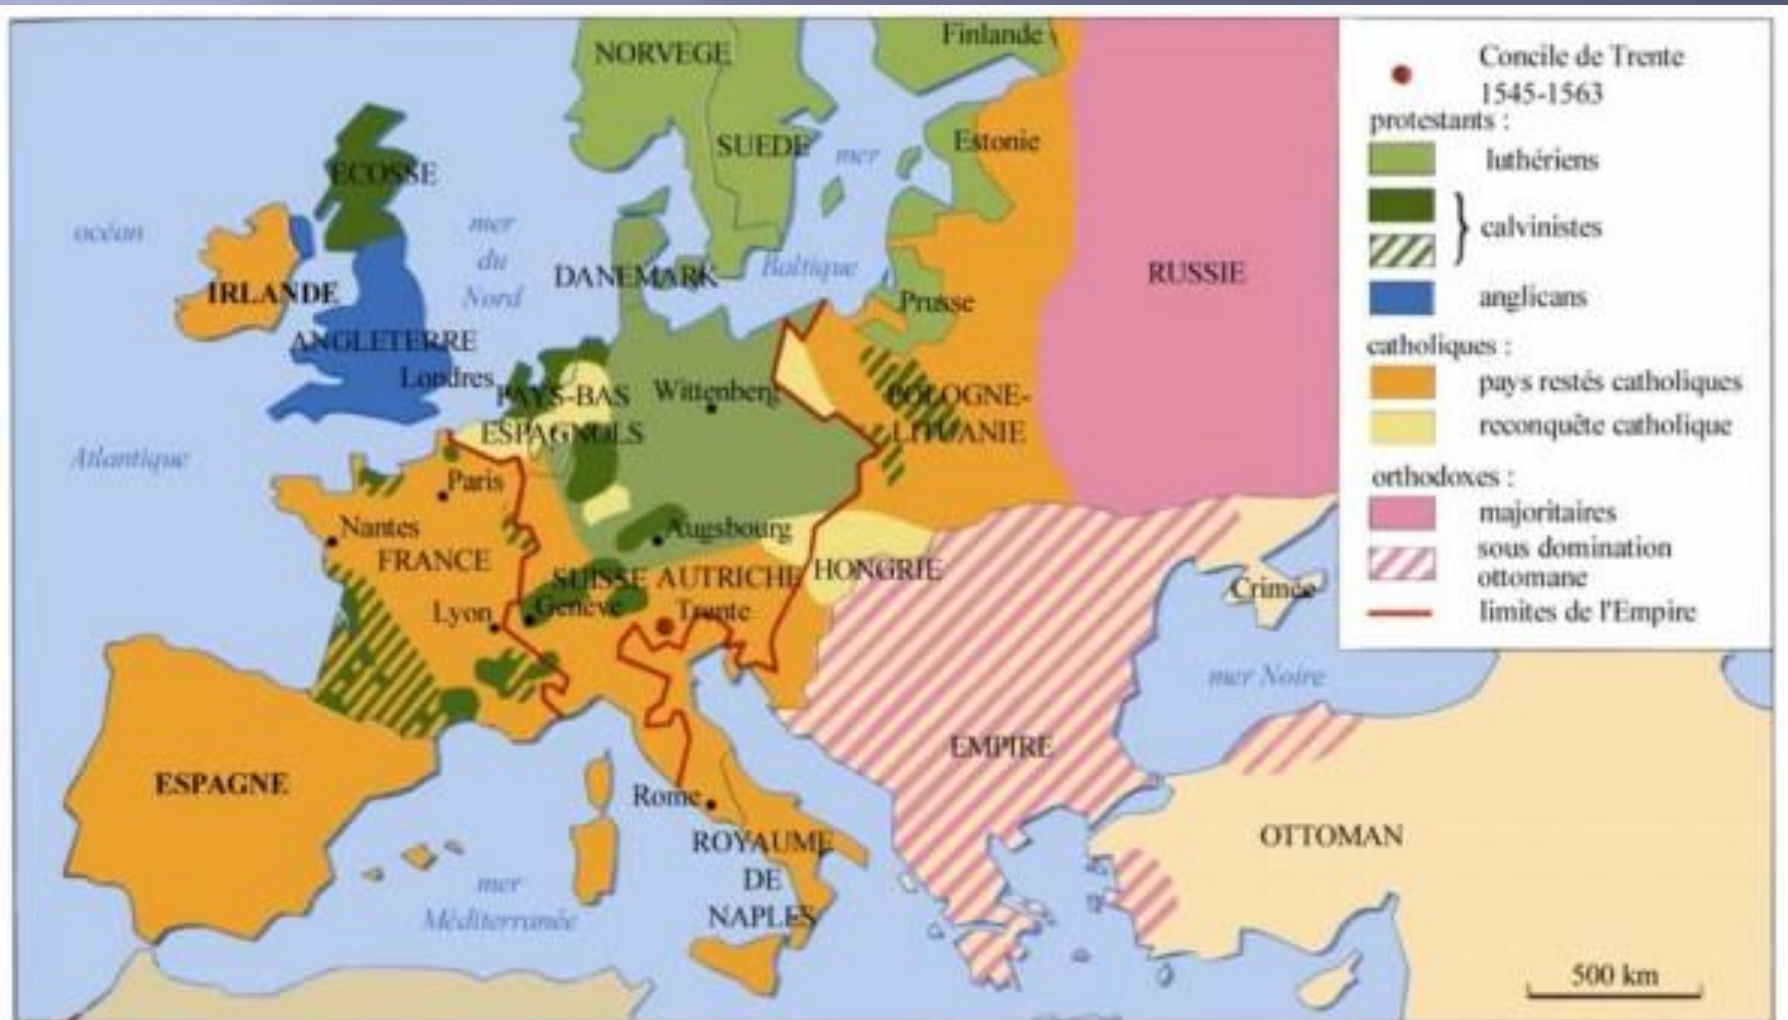 NORVEGE
Finlande
SUEDE
mer
Baltique
Estonie
ECOSSE
océan
Atlantique
mer
du
Nord
DANEMARK
RUSSIE
IRLANDE
Prusse
ANGLETERRE
Londres
PAYS-BAS
ESPAGNOLS
Wittenberg
POLOGNE-
LITUANIE
Paris
Nantes
Augsbourg
FRANCE
SUISSE
AUTRICHE
HONGRIE
Crimée
Lyon
Genève
Trente
mer Noire
ESPAGNE
EMPIRE
OTTOMAN
Rome
ROYAUME
DE
NAPLES
mer
Méditerranée
Concile de Trente
1545-1563
protestants :
luthériens
calvinistes
anglicans
catholiques :
pays restés catholiques
reconquête catholique
orthodoxes :
majoritaires
sous domination
ottomane
limites de l'Empire
500 km